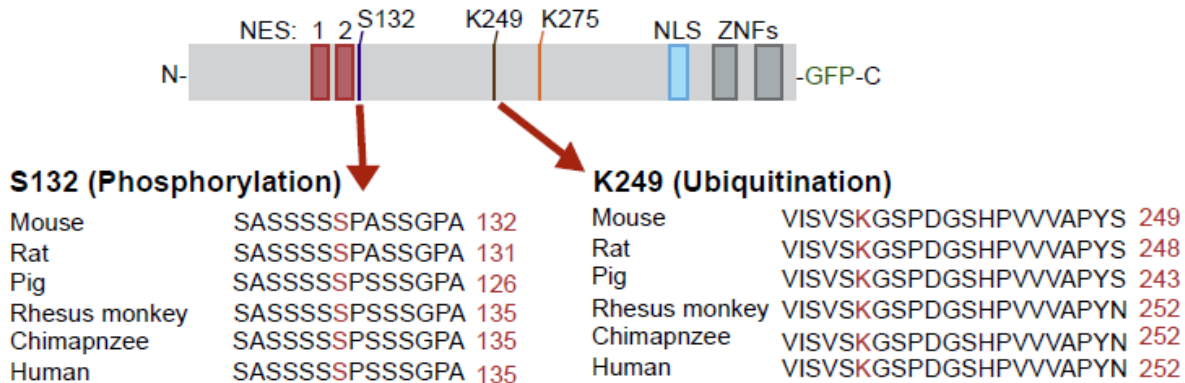 NES: 1 2 S132 K249 K275 NLS ZNFs
N- -GFP-C
S132 (Phosphorylation)
Mouse SASSSSSPASSGPA 132
Rat SASSSSSPASSGPA 131
Pig SASSSSSPSSSGPA 126
Rhesus monkey SASSSSSPSSSGPA 135
Chimapnzee SASSSSSPSSSGPA 135
Human SASSSSSPSSSGPA 135
K249 (Ubiquitination)
Mouse VISVSKGSPDGSHPVVVAPYS 249
Rat VISVSKGSPDGSHPVVVAPYS 248
Pig VISVSKGSPDGSHPVVVAPYS 243
Rhesus monkey VISVSKGSPDGSHPVVVAPYN 252
Chimapnzee VISVSKGSPDGSHPVVVAPYN 252
Human VISVSKGSPDGSHPVVVAPYN 252